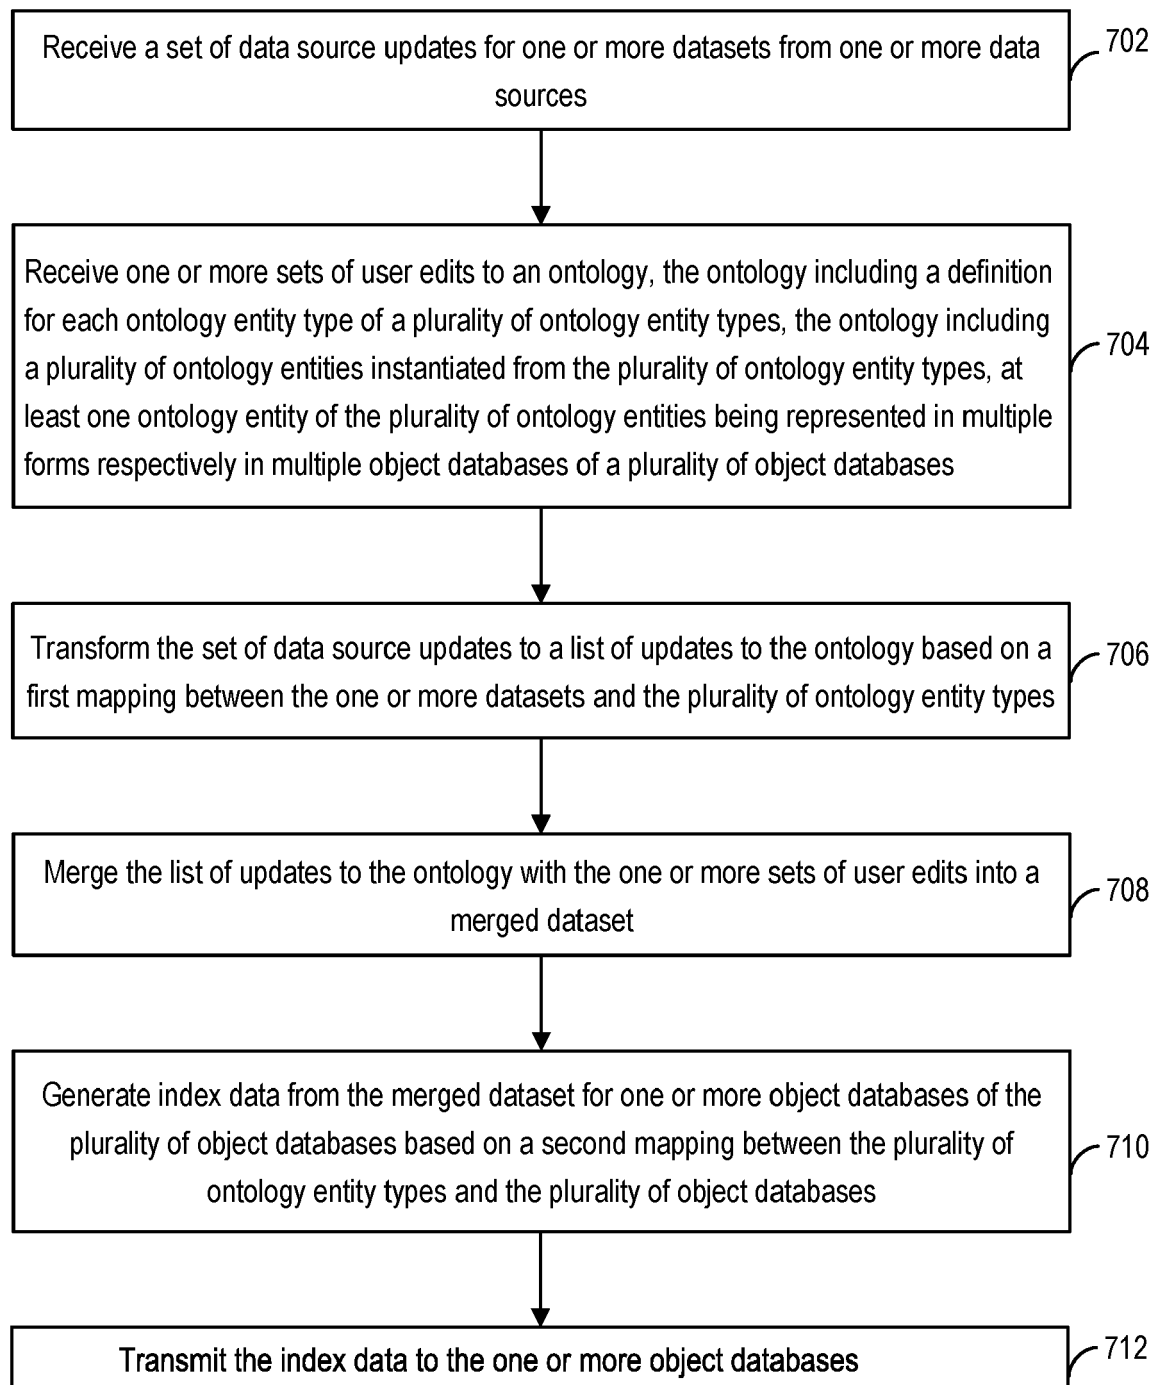 Receive a set of data source updates for one or more datasets from one or more data
sources
702
Receive one or more sets of user edits to an ontology, the ontology including a definition
for each ontology entity type of a plurality of ontology entity types, the ontology including
a plurality of ontology entities instantiated from the plurality of ontology entity types, at
least one ontology entity of the plurality of ontology entities being represented in multiple
forms respectively in multiple object databases of a plurality of object databases
704
Transform the set of data source updates to a list of updates to the ontology based on a
first mapping between the one or more datasets and the plurality of ontology entity types
706
Merge the list of updates to the ontology with the one or more sets of user edits into a
merged dataset
708
Generate index data from the merged dataset for one or more object databases of the
plurality of object databases based on a second mapping between the plurality of
ontology entity types and the plurality of object databases
710
Transmit the index data to the one or more object databases
712